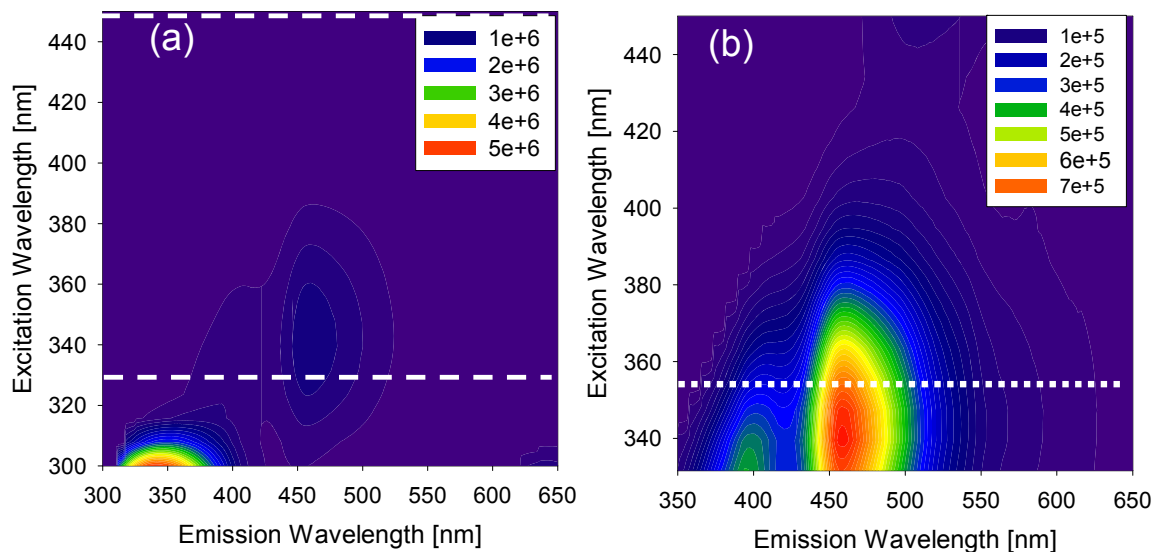 (a)
1e+6
2e+6
3e+6
4e+6
5e+6
440
420
400
380
360
340
320
300
Excitation Wavelength [nm]
300 350 400 450 500 550 600 650
Emission Wavelength [nm]
(b)
1e+5
2e+5
3e+5
4e+5
5e+5
6e+5
7e+5
440
420
400
380
360
340
Excitation Wavelength [nm]
350 400 450 500 550 600 650
Emission Wavelength [nm]